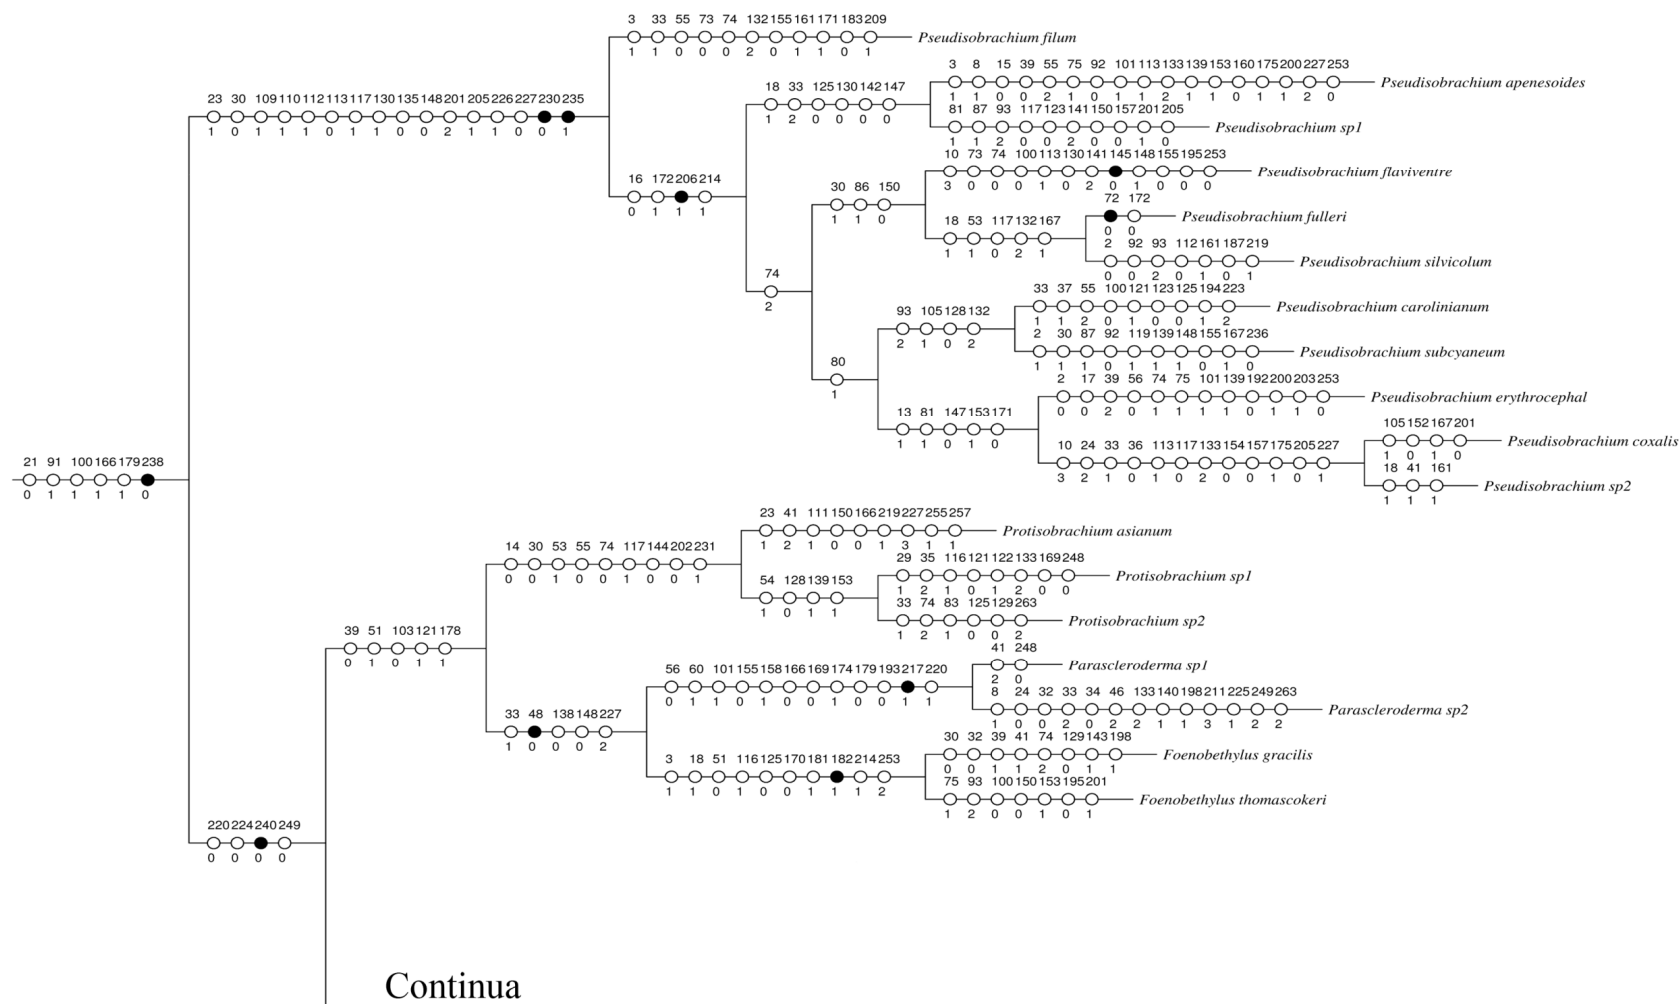 3 33 55 73 74 132 155 161 171 183 209
Pseudisobrachium filum
1 1 0 0 0 2 0 1 1 0 1
18 33 125 130 142 147
3 8 15 39 55 75 92 101 113 133 139 153 160 175 200 227 253
Pseudisobrachium apenesoides
1 1 0 0 2 1 0 1 1 2 1 1 0 1 1 2 0
1 2 0 0 0 0
23 30 109 110 112 113 117 130 135 148 201 205 226 227 230 235
1 0 1 1 1 0 1 1 0 0 2 1 1 0 0 1
81 87 93 117 123 141 150 157 201 205
Pseudisobrachium sp1
1 1 2 0 0 2 0 0 1 0
10 73 74 100 113 130 141 145 148 155 195 253
Pseudisobrachium flaviventre
3 0 0 0 1 0 2 0 1 0 0 0
16 172 206 214
0 1 1 1
30 86 150
1 1 0
72 172
Pseudisobrachium fulleri
0 0
18 53 117 132 167
1 1 0 2 1
2 92 93 112 161 187 219
Pseudisobrachium silvicolum
0 0 2 0 1 0 1
74
2
33 37 55 100 121 123 125 194 223
Pseudisobrachium carolinianum
1 1 2 0 1 0 0 1 2
93 105 128 132
2 1 0 2
2 30 87 92 119 139 148 155 167 236
Pseudisobrachium subcyaneum
1 1 1 0 1 1 1 0 1 0
80
1
2 17 39 56 74 75 101 139 192 200 203 253
Pseudisobrachium erythrocephal
0 0 2 0 1 1 1 1 0 1 1 0
13 81 147 153 171
1 1 0 1 0
105 152 167 201
Pseudisobrachium coxalis
1 0 1 0
10 24 33 36 113 117 133 154 157 175 205 227
3 2 1 0 1 0 2 0 0 1 0 1
18 41 161
Pseudisobrachium sp2
1 1 1
21 91 100 166 179 238
0 1 1 1 1 0
23 41 111 150 166 219 227 255 257
Protisobrachium asianum
1 2 1 0 0 1 3 1 1
14 30 53 55 74 117 144 202 231
0 0 1 0 0 1 0 0 1
29 35 116 121 122 133 169 248
Protisobrachium sp1
1 2 1 0 1 2 0 0
54 128 139 153
1 0 1 1
33 74 83 125 129 263
Protisobrachium sp2
1 2 1 0 0 2
39 51 103 121 178
0 1 0 1 1
41 248
Parascleroderma sp1
2 0
56 60 101 155 158 166 169 174 179 193 217 220
0 1 1 0 1 0 0 1 0 0 1 1
8 24 32 33 34 46 133 140 198 211 225 249 263
Parascleroderma sp2
1 0 0 2 0 2 2 1 1 3 1 2 2
33 48 138 148 227
1 0 0 0 2
30 32 39 41 74 129 143 198
Foenobethylus gracilis
0 0 1 1 2 0 1 1
3 18 51 116 125 170 181 182 214 253
1 1 0 1 0 0 1 1 1 2
75 93 100 150 153 195 201
Foenobethylus thomascokeri
1 2 0 0 1 0 1
220 224 240 249
0 0 0 0
Continua